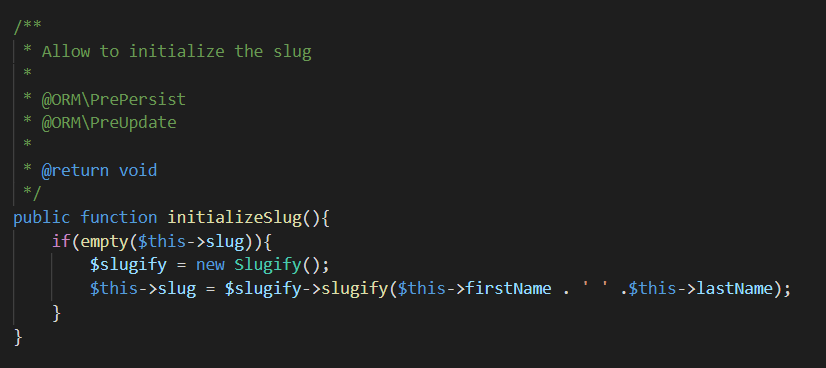 /**
 * Allow to initialize the slug
 *
 * @ORM\PrePersist
 * @ORM\PreUpdate
 *
 * @return void
 */
public function initializeSlug(){
    if(empty($this->slug)){
        $slugify = new Slugify();
        $this->slug = $slugify->slugify($this->firstName . ' ' .$this->lastName);
    }
}